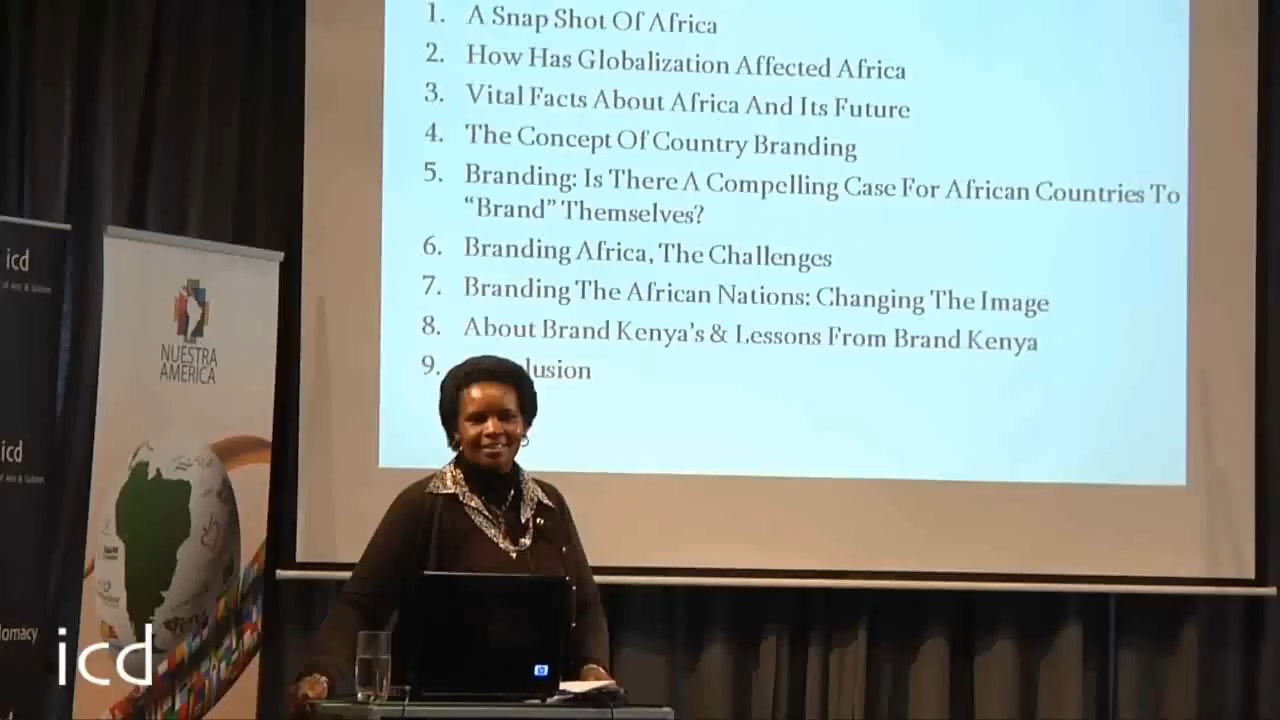 1. A Snap Shot Of Africa
2. How Has Globalization Affected Africa
3. Vital Facts About Africa And Its Future
4. The Concept Of Country Branding
5. Branding: Is There A Compelling Case For African Countries To
“Brand” Themselves?
6. Branding Africa, The Challenges
7. Branding The African Nations: Changing The Image
8. About Brand Kenya’s & Lessons From Brand Kenya
9. lusion
icd
NUESTRA
AMERICA
icd
lomacy
icd
hp